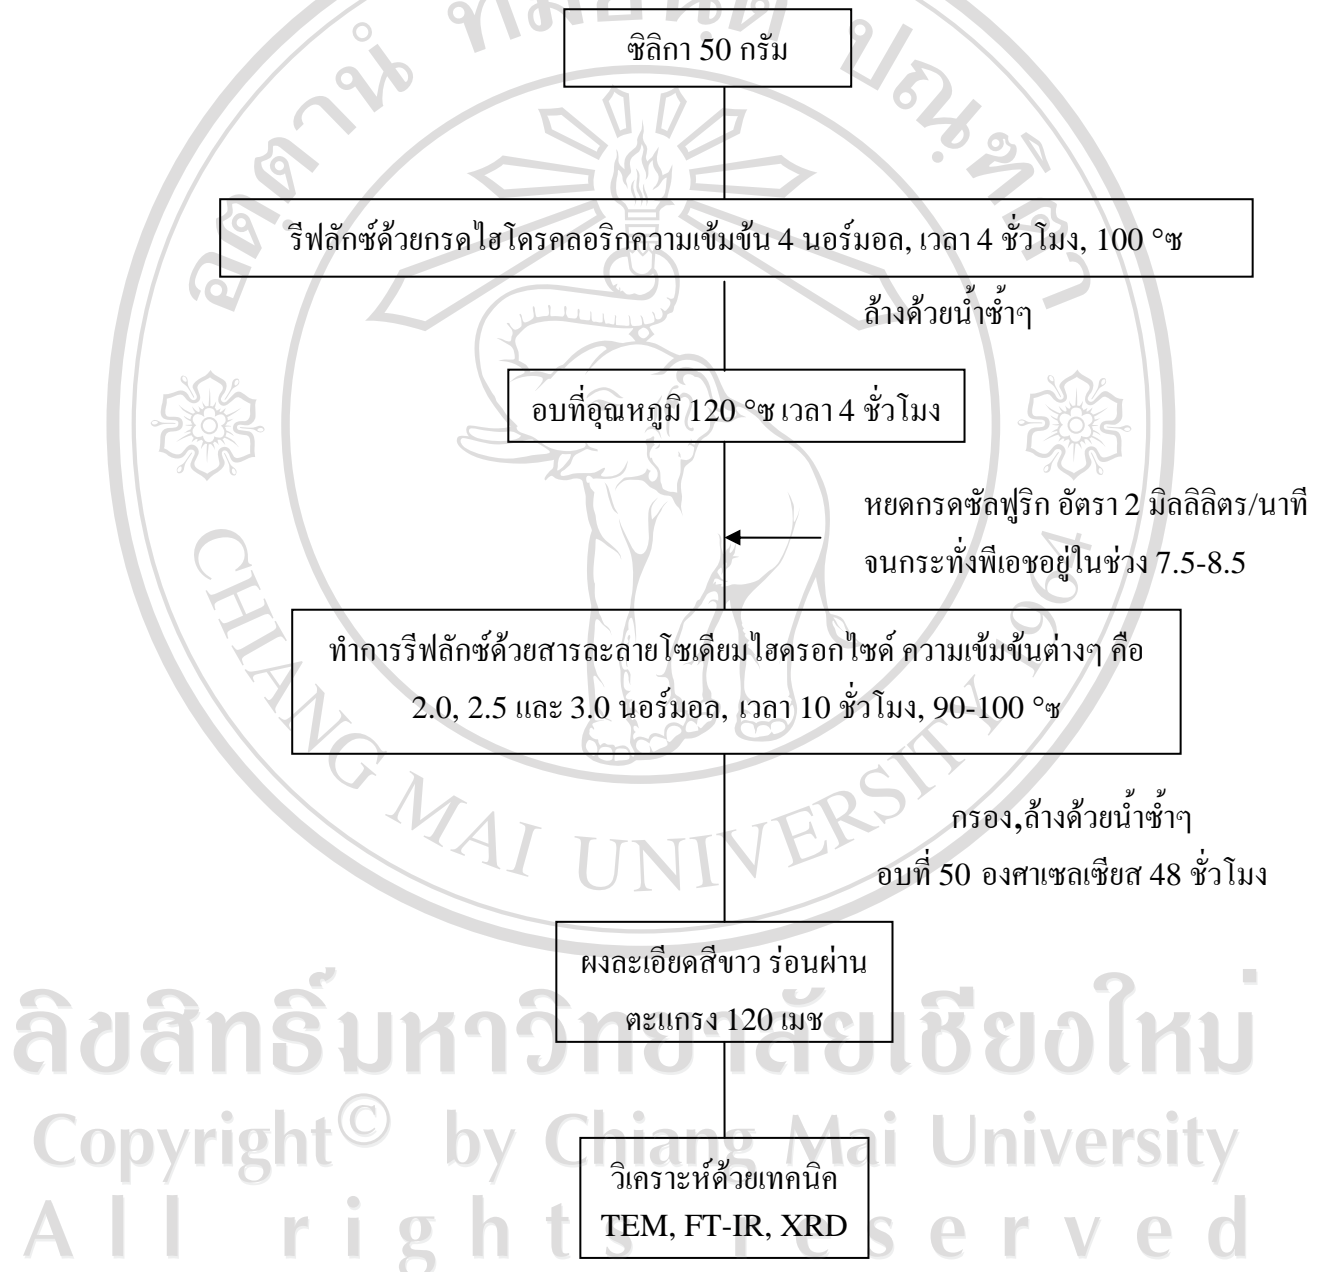 ซิลิกา 50 กรัม
รีฟลักซ์ด้วยกรดไฮโดรคลอริกความเข้มข้น 4 นอร์มอล, เวลา 4 ชั่วโมง, 100 °ซ
ล้างด้วยน้ำซ้ำๆ
อบที่อุณหภูมิ 120 °ซ เวลา 4 ชั่วโมง
หยดกรดซัลฟูริก อัตรา 2 มิลลิลิตร/นาที
จนกระทั่งพีเอชอยู่ในช่วง 7.5-8.5
ทำการรีฟลักซ์ด้วยสารละลายโซเดียมไฮดรอกไซด์ ความเข้มข้นต่างๆ คือ
2.0, 2.5 และ 3.0 นอร์มอล, เวลา 10 ชั่วโมง, 90-100 °ซ
กรอง,ล้างด้วยน้ำซ้ำๆ
อบที่ 50 องศาเซลเซียส 48 ชั่วโมง
ผงละเอียดสีขาว ร่อนผ่าน
ตะแกรง 120 เมช
วิเคราะห์ด้วยเทคนิค
TEM, FT-IR, XRD
CHIANG MAI UNIVERSITY 1964
ลิขสิทธิ์มหาวิทยาลัยเชียงใหม่
Copyright© by Chiang Mai University
All rights reserved